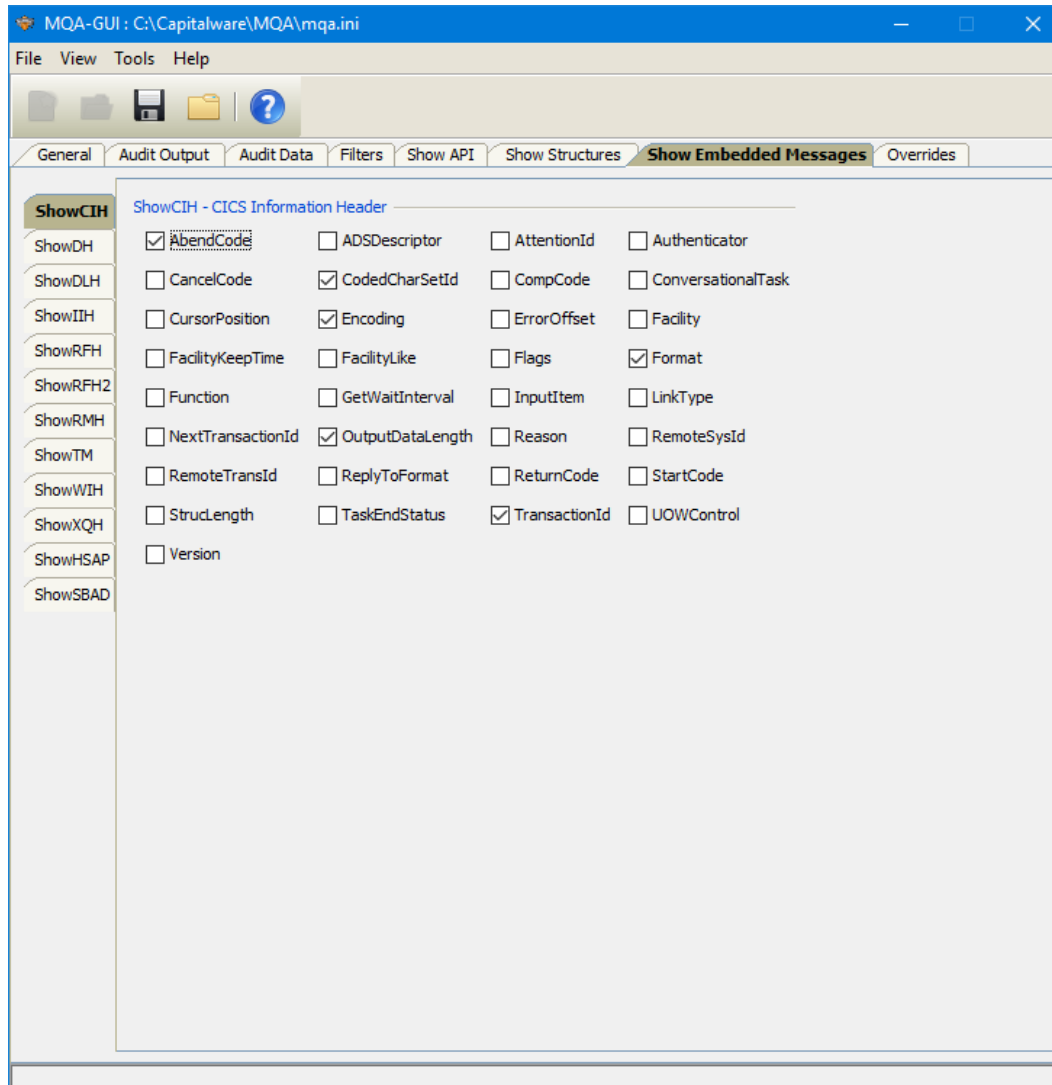 MQA-GUI : C:\Capitalware\MQA\mqa.ini
File View Tools Help
General Audit Output Audit Data Filters Show API Show Structures Show Embedded Messages Overrides
ShowCIH
ShowDH
ShowDLH
ShowIIH
ShowRFH
ShowRFH2
ShowRMH
ShowTM
ShowWIH
ShowXQH
ShowHSAP
ShowSBAD
ShowCIH - CICS Information Header
AbendCode ADSDescriptor AttentionId Authenticator
CancelCode CodedCharSetId CompCode ConversationalTask
CursorPosition Encoding ErrorOffset Facility
FacilityKeepTime FacilityLike Flags Format
Function GetWaitInterval InputItem LinkType
NextTransactionId OutputDataLength Reason RemoteSysId
RemoteTransId ReplyToFormat ReturnCode StartCode
StrucLength TaskEndStatus TransactionId UOWControl
Version